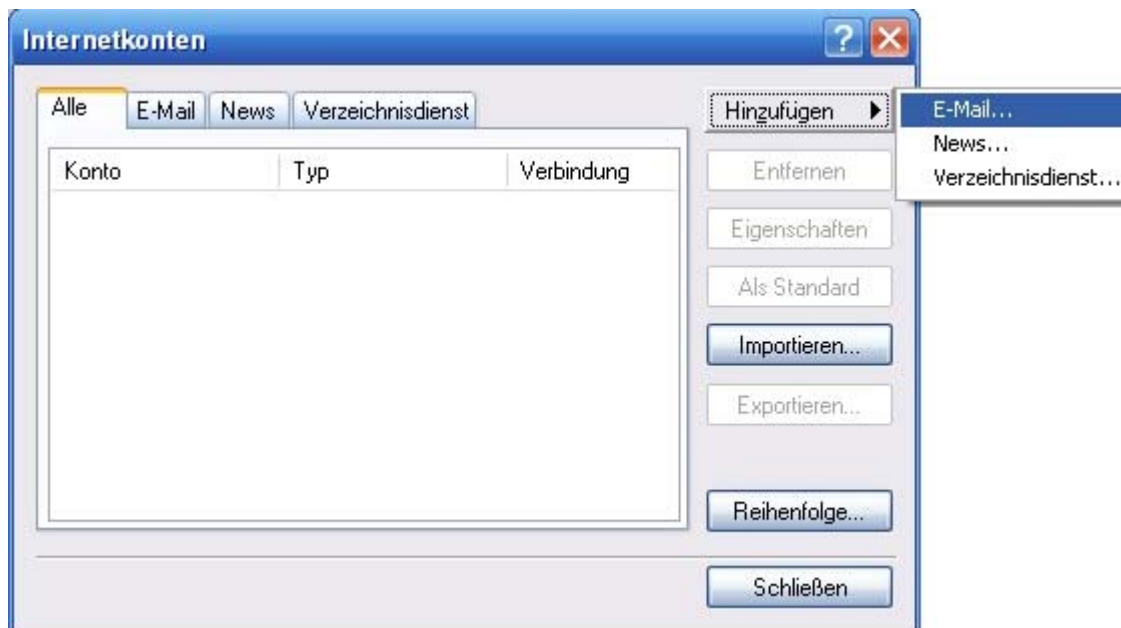 Internetkonten
Alle E-Mail News Verzeichnisdienst
Konto Typ Verbindung
Hinzufügen
E-Mail...
News...
Verzeichnisdienst...
Entfernen
Eigenschaften
Als Standard
Importieren...
Exportieren...
Reihenfolge...
Schließen